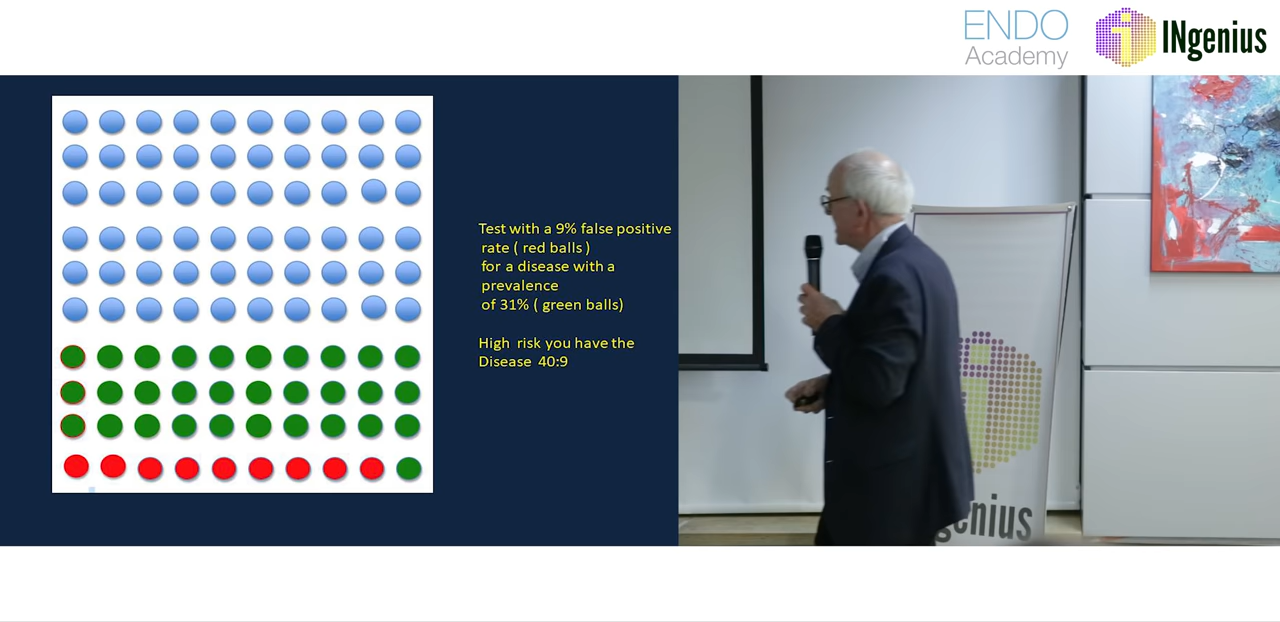 ENDO
Academy
INgenius
Test with a 9% false positive
rate ( red balls )
for a disease with a
prevalence
of 31% ( green balls)
High risk you have the
Disease 40:9
genius